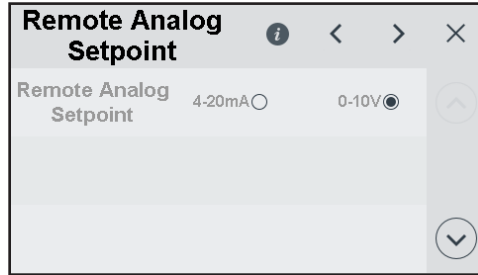 Remote Analog
Setpoint
Remote Analog
Setpoint
4-20mA
0-10V